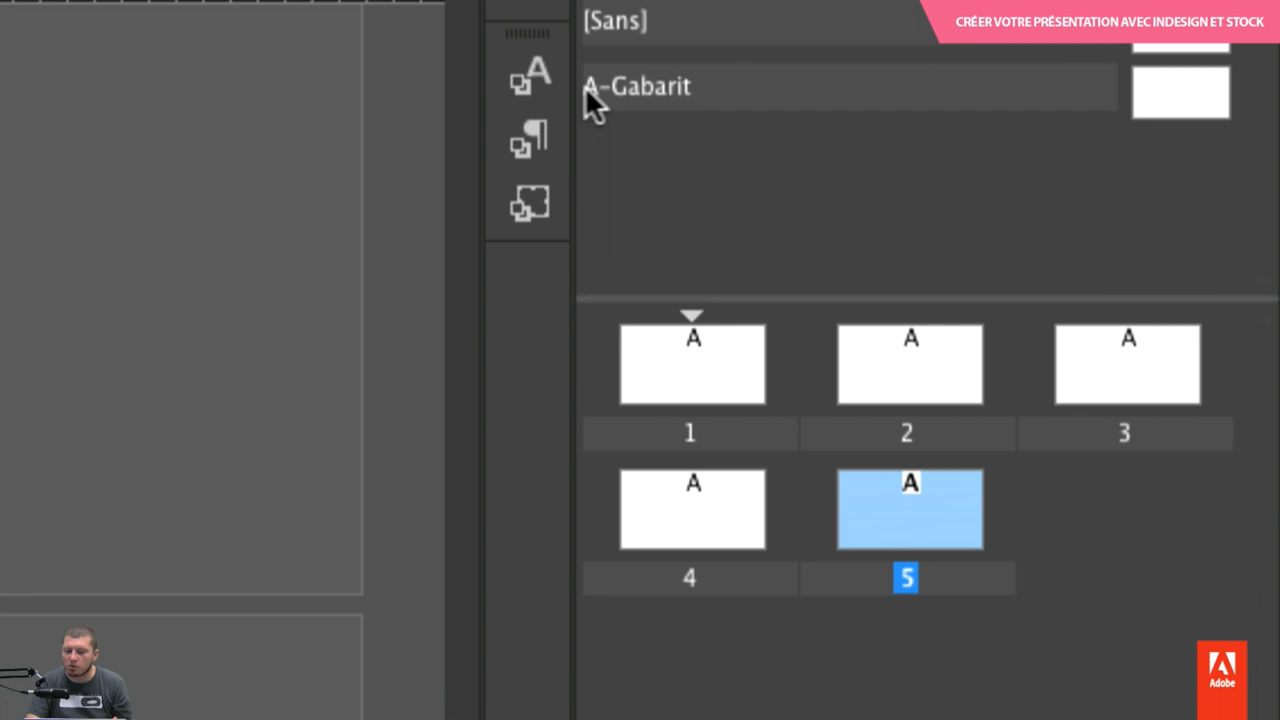 CRÉER VOTRE PRÉSENTATION AVEC INDESIGN ET STOCK
[Sans]
A-Gabarit
A
A
A
A
1
2
3
A
A
4
5
Adobe